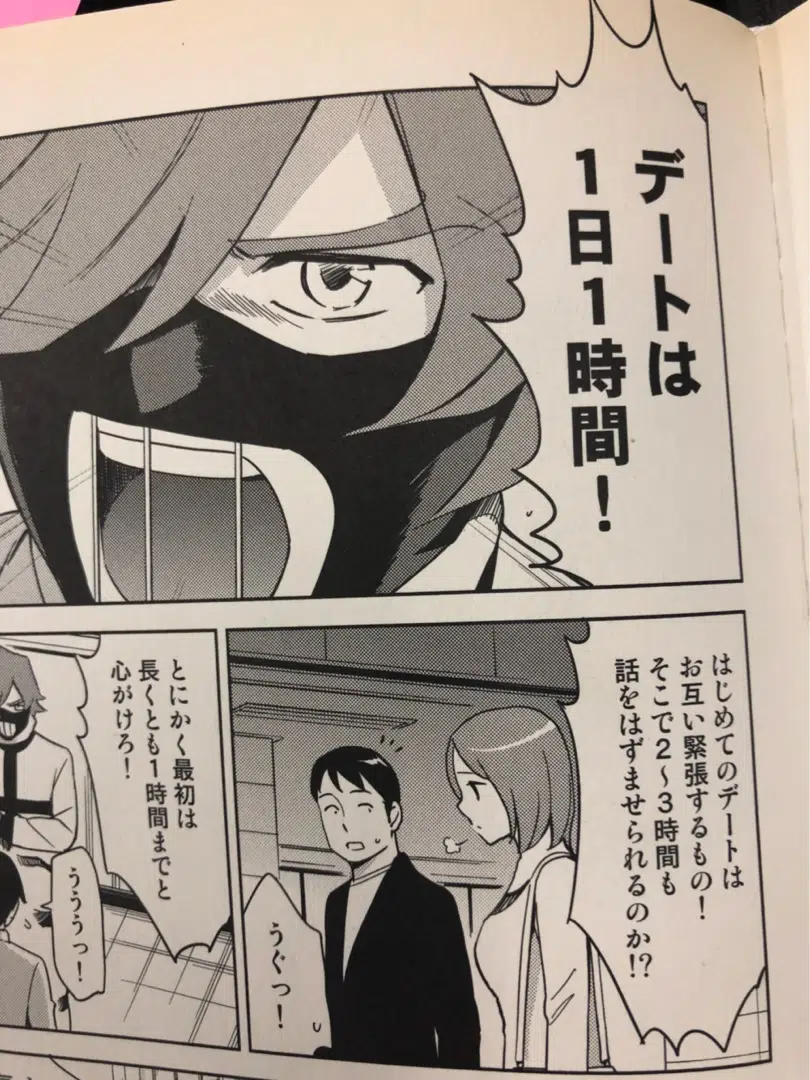 デートは
1日1時間!
はじめてのデートは
お互い緊張するもの!
そこで2～3時間も
話をはずませられるのか!?
うぐっ!
とにかく最初は
長くとも1時間までと
心がけろ!
うううっ!